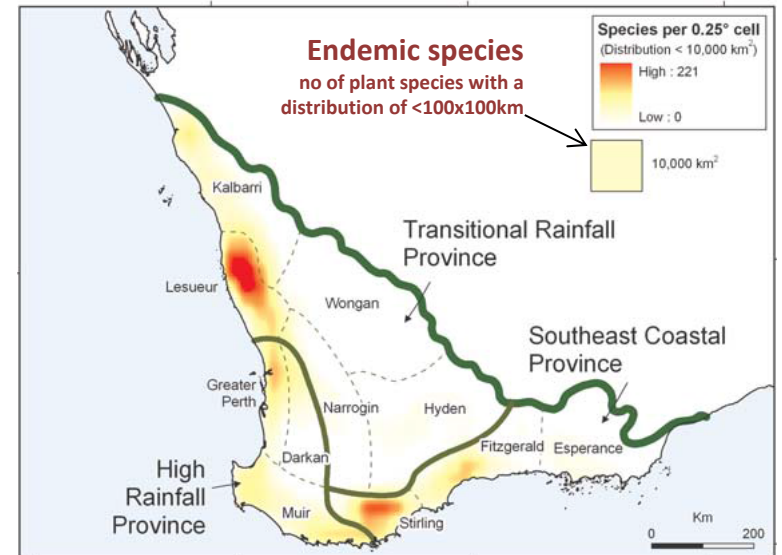 Endemic species
no of plant species with a
distribution of <100x100km
Species per 0.25° cell
(Distribution < 10,000 km²)
High : 221
Low : 0
10,000 km²
Kalbarri
Transitional Rainfall
Province
Lesueur
Wongan
Southeast Coastal
Province
Greater
Perth
Narrogin
Hyden
Fitzgerald
Esperance
Darkan
High
Rainfall
Province
Muir
Stirling
Km
0
200